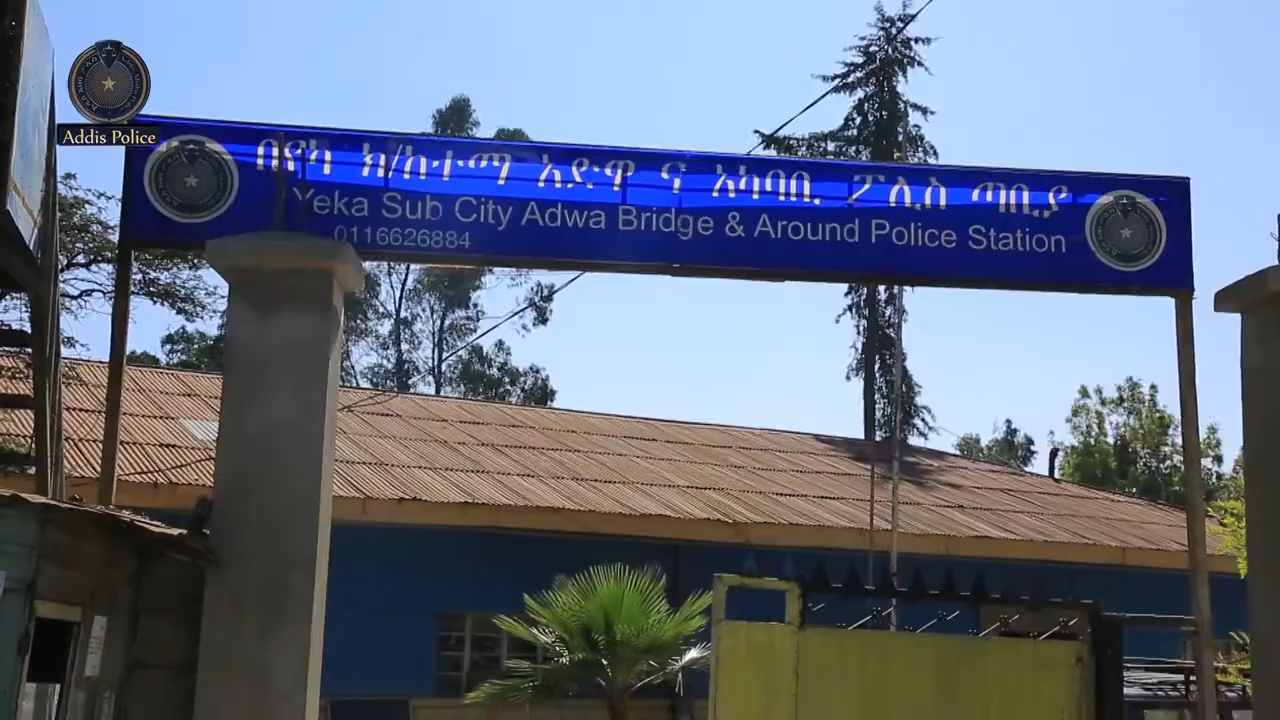 Addis Police
በየካ ክ/ከተማ አድዋ ና አካባቢ ፖሊስ ጣቢያ
Yeka Sub City Adwa Bridge & Around Police Station
0116626884